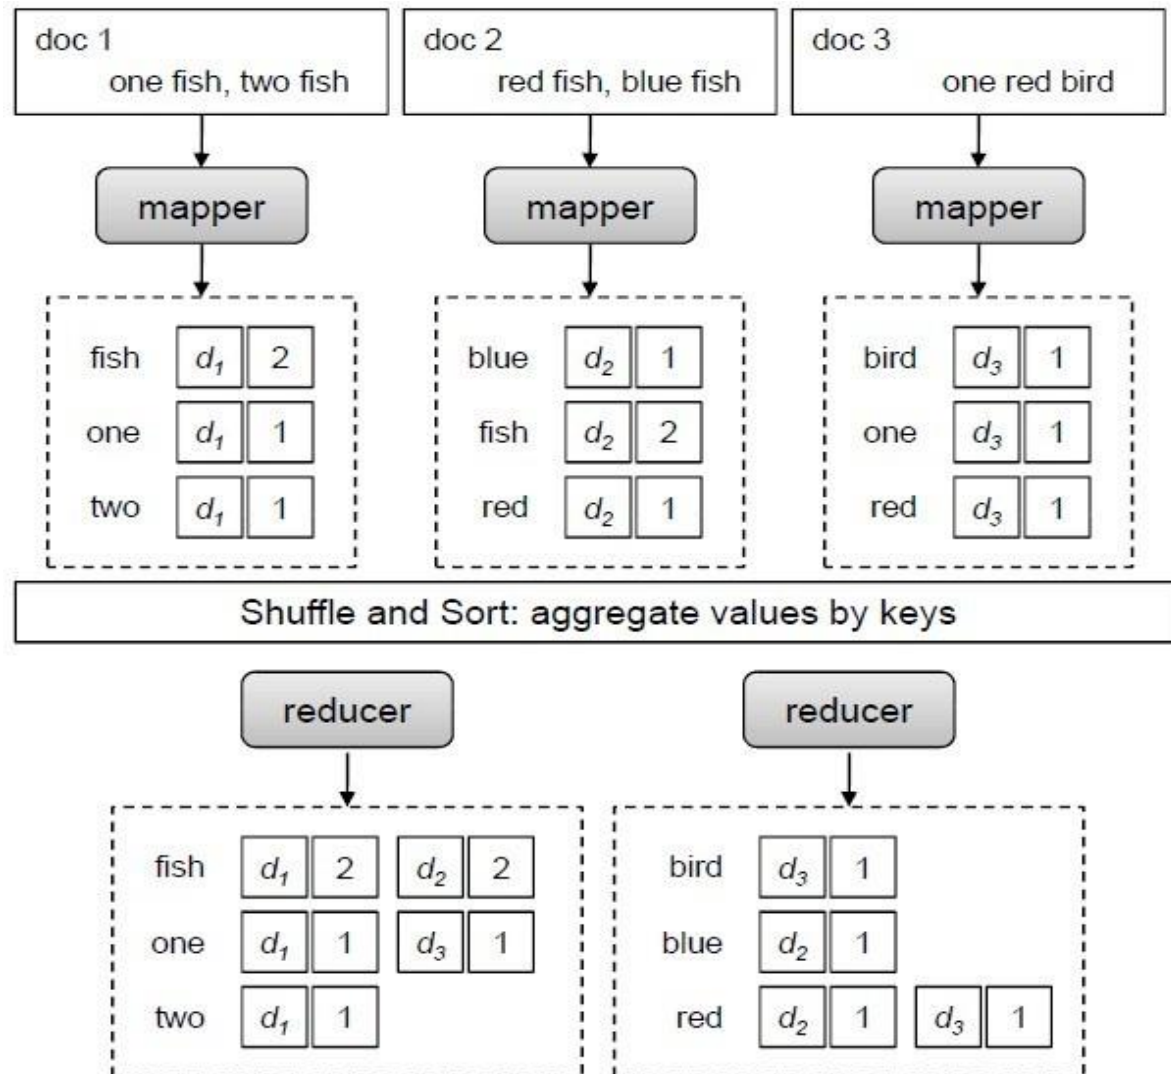 doc 1
one fish, two fish
doc 2
red fish, blue fish
doc 3
one red bird
mapper
mapper
mapper
fish d₁ 2
one d₁ 1
two d₁ 1
blue d₂ 1
fish d₂ 2
red d₂ 1
bird d₃ 1
one d₃ 1
red d₃ 1
Shuffle and Sort: aggregate values by keys
reducer
reducer
fish d₁ 2 d₂ 2
one d₁ 1 d₃ 1
two d₁ 1
bird d₃ 1
blue d₂ 1
red d₂ 1 d₃ 1